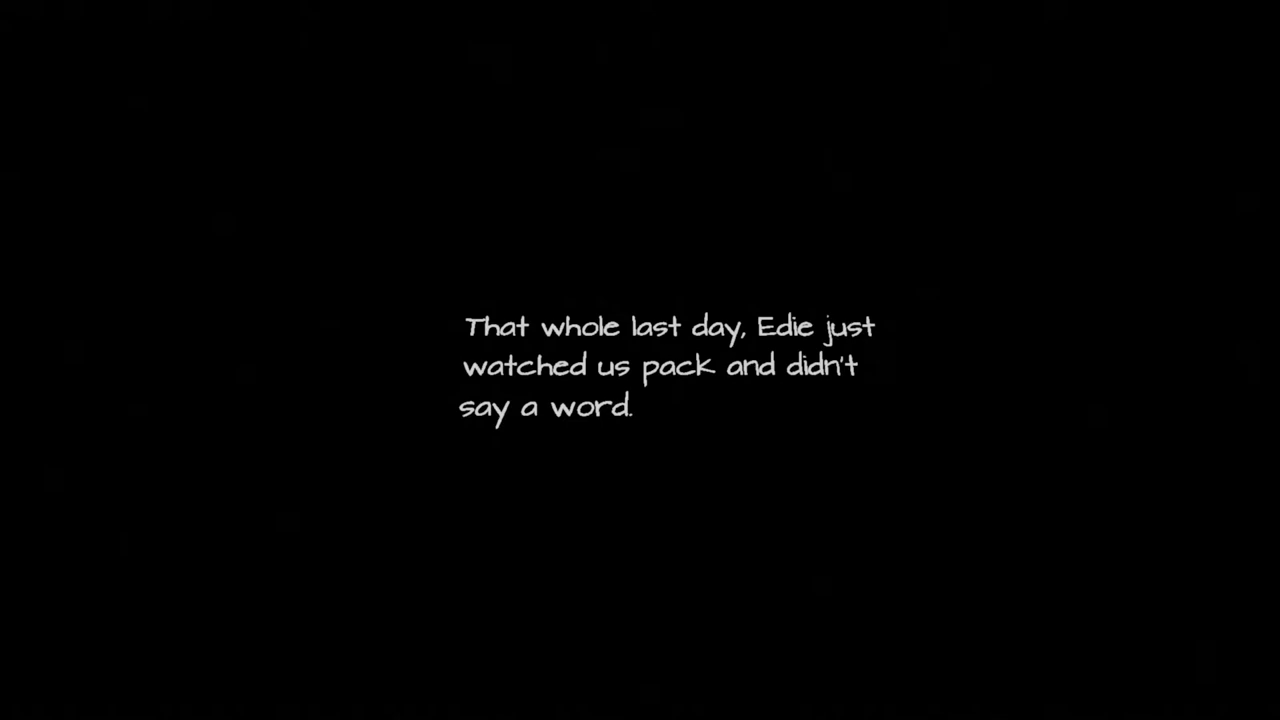 That whole last day, Edie just
watched us pack and didn't
say a word.